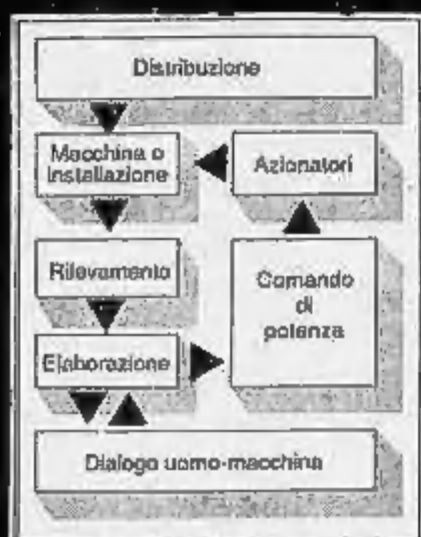 Distribuzione
Macchina o
installazione
Azionatori
Rilevamento
Comando
di
potenza
Elaborazione
Dialogo uomo-macchina